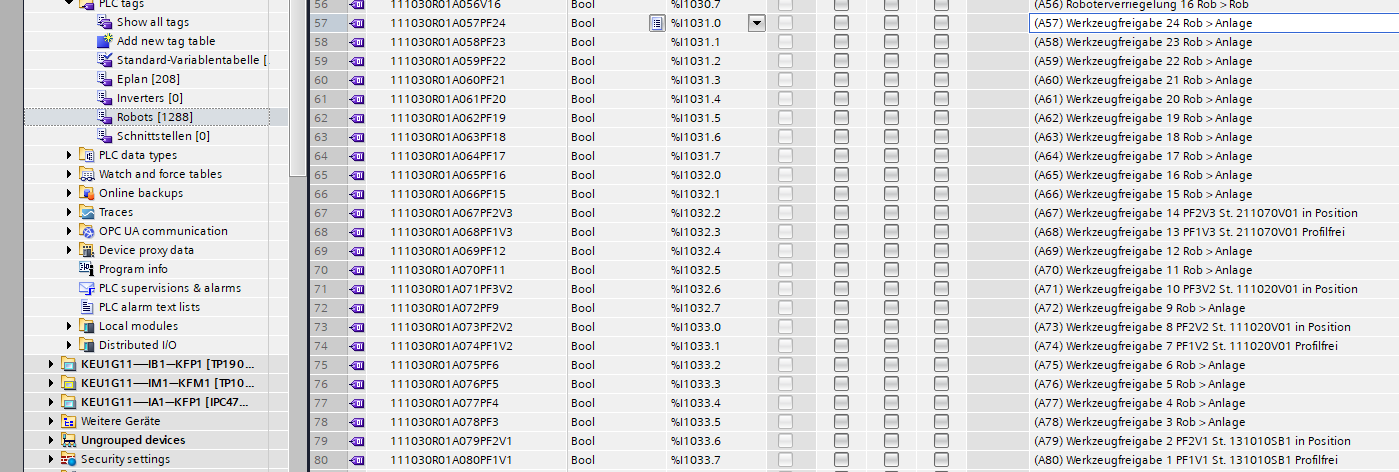 PLC tags
Show all tags
Add new tag table
Standard-Variablentabelle [
Eplan [208]
Inverters [0]
Robots [1288]
Schnittstellen [0]
PLC data types
Watch and force tables
Online backups
Traces
OPC UA communication
Device proxy data
Program info
PLC supervisions & alarms
PLC alarm text lists
Local modules
Distributed I/O
KEU1G11-—IB1—KFP1 [TP190...
KEU1G11-—IM1—KFM1 [TP10...
KEU1G11-—IA1—KFP1 [IPC47...
Weitere Geräte
Ungrouped devices
Security settings
56 111030R01A056V16 Bool %I1030.7 (A56) Roboterverriegelung 16 Rob > Rob
57 111030R01A057PF24 Bool %I1031.0 (A57) Werkzeugfreigabe 24 Rob > Anlage
58 111030R01A058PF23 Bool %I1031.1 (A58) Werkzeugfreigabe 23 Rob > Anlage
59 111030R01A059PF22 Bool %I1031.2 (A59) Werkzeugfreigabe 22 Rob > Anlage
60 111030R01A060PF21 Bool %I1031.3 (A60) Werkzeugfreigabe 21 Rob > Anlage
61 111030R01A061PF20 Bool %I1031.4 (A61) Werkzeugfreigabe 20 Rob > Anlage
62 111030R01A062PF19 Bool %I1031.5 (A62) Werkzeugfreigabe 19 Rob > Anlage
63 111030R01A063PF18 Bool %I1031.6 (A63) Werkzeugfreigabe 18 Rob > Anlage
64 111030R01A064PF17 Bool %I1031.7 (A64) Werkzeugfreigabe 17 Rob > Anlage
65 111030R01A065PF16 Bool %I1032.0 (A65) Werkzeugfreigabe 16 Rob > Anlage
66 111030R01A066PF15 Bool %I1032.1 (A66) Werkzeugfreigabe 15 Rob > Anlage
67 111030R01A067PF2V3 Bool %I1032.2 (A67) Werkzeugfreigabe 14 PF2V3 St. 211070V01 in Position
68 111030R01A068PF1V3 Bool %I1032.3 (A68) Werkzeugfreigabe 13 PF1V3 St. 211070V01 Profilfrei
69 111030R01A069PF12 Bool %I1032.4 (A69) Werkzeugfreigabe 12 Rob > Anlage
70 111030R01A070PF11 Bool %I1032.5 (A70) Werkzeugfreigabe 11 Rob > Anlage
71 111030R01A071PF3V2 Bool %I1032.6 (A71) Werkzeugfreigabe 10 PF3V2 St. 111020V01 in Position
72 111030R01A072PF9 Bool %I1032.7 (A72) Werkzeugfreigabe 9 Rob > Anlage
73 111030R01A073PF2V2 Bool %I1033.0 (A73) Werkzeugfreigabe 8 PF2V2 St. 111020V01 in Position
74 111030R01A074PF1V2 Bool %I1033.1 (A74) Werkzeugfreigabe 7 PF1V2 St. 111020V01 Profilfrei
75 111030R01A075PF6 Bool %I1033.2 (A75) Werkzeugfreigabe 6 Rob > Anlage
76 111030R01A076PF5 Bool %I1033.3 (A76) Werkzeugfreigabe 5 Rob > Anlage
77 111030R01A077PF4 Bool %I1033.4 (A77) Werkzeugfreigabe 4 Rob > Anlage
78 111030R01A078PF3 Bool %I1033.5 (A78) Werkzeugfreigabe 3 Rob > Anlage
79 111030R01A079PF2V1 Bool %I1033.6 (A79) Werkzeugfreigabe 2 PF2V1 St. 131010SB1 in Position
80 111030R01A080PF1V1 Bool %I1033.7 (A80) Werkzeugfreigabe 1 PF1V1 St. 131010SB1 Profilfrei